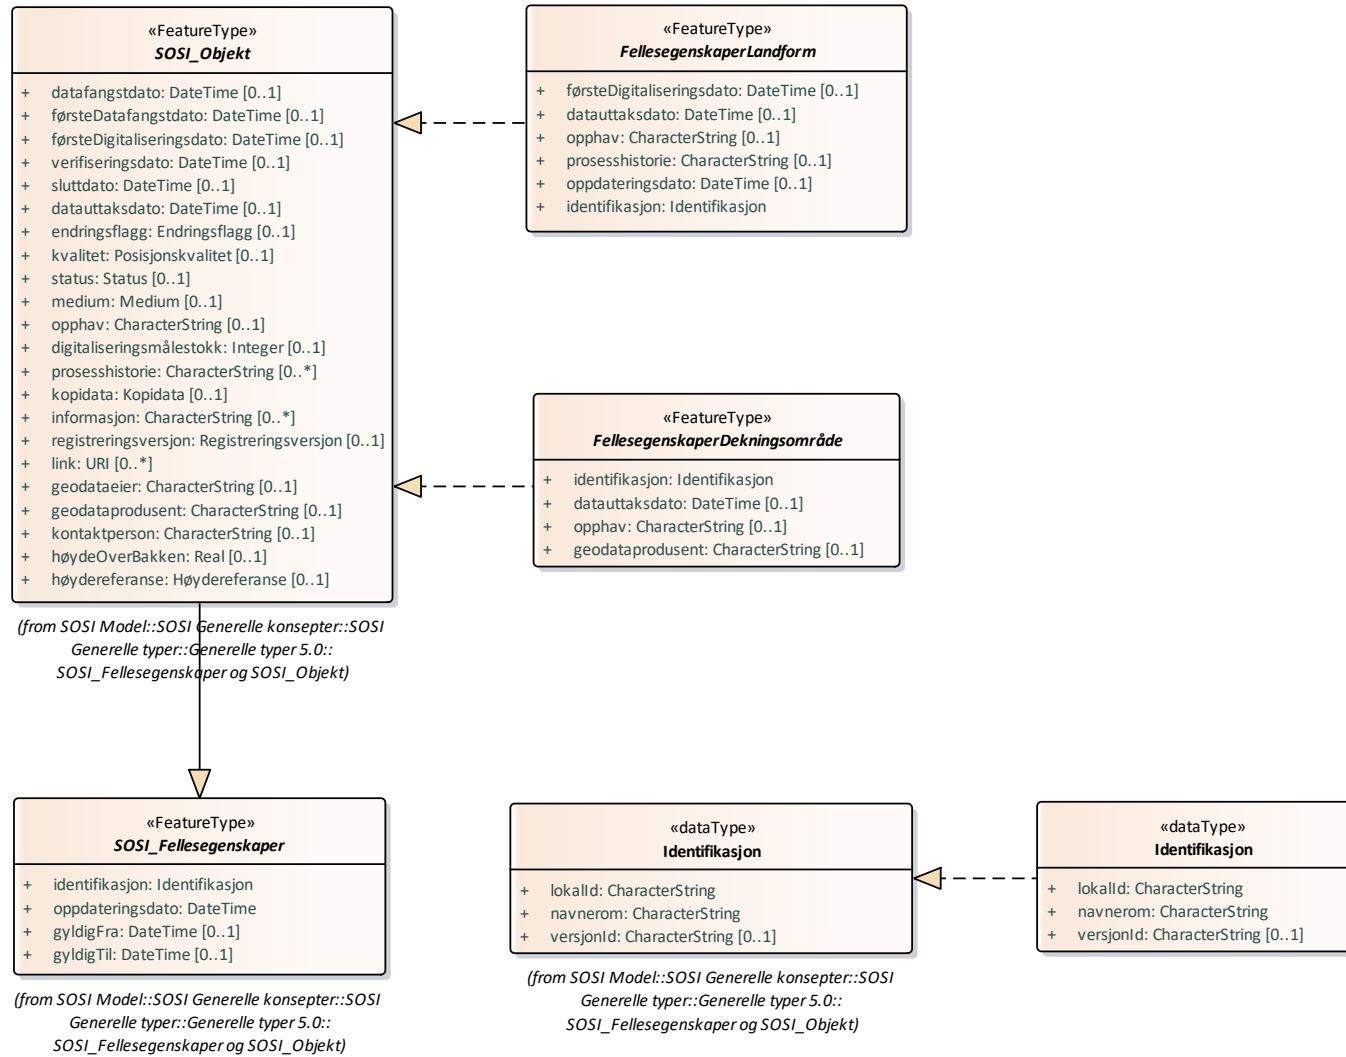 «FeatureType»
SOSI_Objekt
+ datafangstdato: DateTime [0..1]
+ førsteDatafangstdato: DateTime [0..1]
+ førsteDigitaliseringsdato: DateTime [0..1]
+ verifiseringsdato: DateTime [0..1]
+ sluttdato: DateTime [0..1]
+ datauttaksdato: DateTime [0..1]
+ endringsflagg: Endringsflagg [0..1]
+ kvalitet: Posisjonskvalitet [0..1]
+ status: Status [0..1]
+ medium: Medium [0..1]
+ opphav: CharacterString [0..1]
+ digitaliseringsmålestokk: Integer [0..1]
+ prosesshistorie: CharacterString [0..*]
+ kopidata: Kopidata [0..1]
+ informasjon: CharacterString [0..*]
+ registreringsversjon: Registreringsversjon [0..1]
+ link: URI [0..*]
+ geodataeier: CharacterString [0..1]
+ geodataprodusent: CharacterString [0..1]
+ kontaktperson: CharacterString [0..1]
+ høydeOverBakken: Real [0..1]
+ høydereferanse: Høydereferanse [0..1]
(from SOSI Model::SOSI Generelle konsepter::SOSI
Generelle typer::Generelle typer 5.0::
SOSI_Fellesegenskaper og SOSI_Objekt)
«FeatureType»
FellesegenskaperLandform
+ førsteDigitaliseringsdato: DateTime [0..1]
+ datauttaksdato: DateTime [0..1]
+ opphav: CharacterString [0..1]
+ prosesshistorie: CharacterString [0..1]
+ oppdateringsdato: DateTime [0..1]
+ identifikasjon: Identifikasjon
«FeatureType»
FellesegenskaperDekningsområde
+ identifikasjon: Identifikasjon
+ datauttaksdato: DateTime [0..1]
+ opphav: CharacterString [0..1]
+ geodataprodusent: CharacterString [0..1]
«FeatureType»
SOSI_Fellesegenskaper
+ identifikasjon: Identifikasjon
+ oppdateringsdato: DateTime
+ gyldigFra: DateTime [0..1]
+ gyldigTil: DateTime [0..1]
(from SOSI Model::SOSI Generelle konsepter::SOSI
Generelle typer::Generelle typer 5.0::
SOSI_Fellesegenskaper og SOSI_Objekt)
«dataType»
Identifikasjon
+ lokalId: CharacterString
+ navnerom: CharacterString
+ versjonId: CharacterString [0..1]
(from SOSI Model::SOSI Generelle konsepter::SOSI
Generelle typer::Generelle typer 5.0::
SOSI_Fellesegenskaper og SOSI_Objekt)
«dataType»
Identifikasjon
+ lokalId: CharacterString
+ navnerom: CharacterString
+ versjonId: CharacterString [0..1]